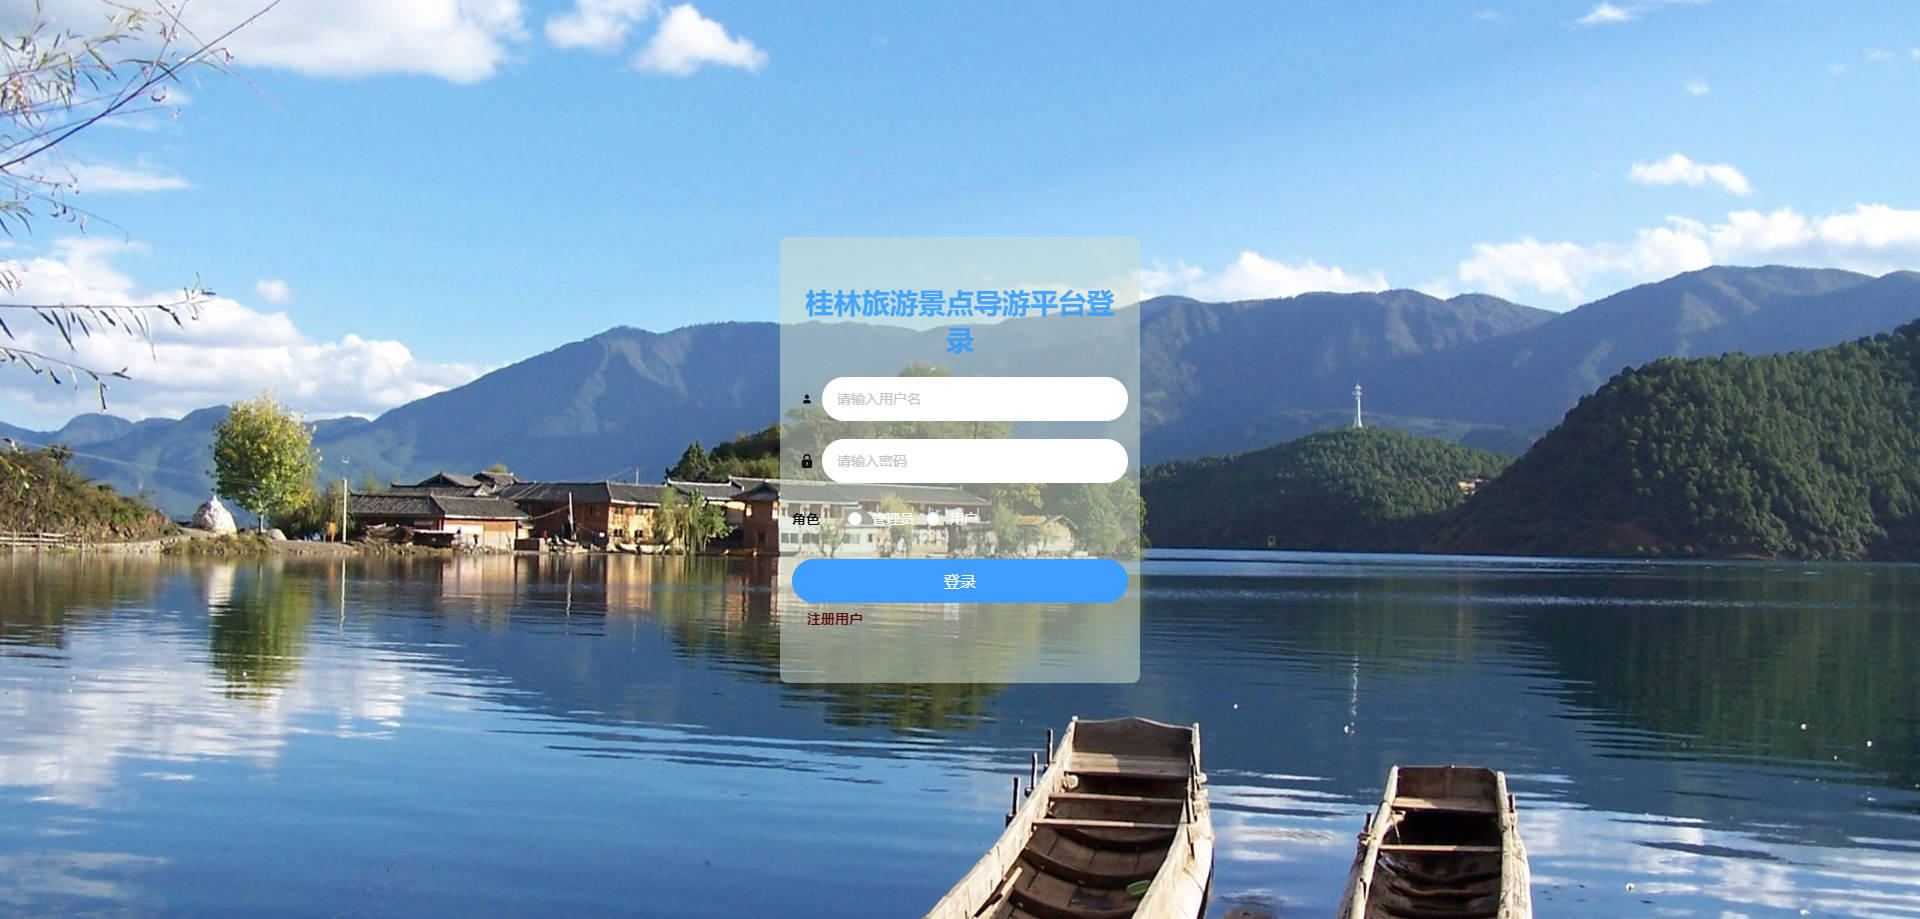 桂林旅游景点导游平台登
录
请输入用户名
请输入密码
角色 管理员 用户
登录
注册用户